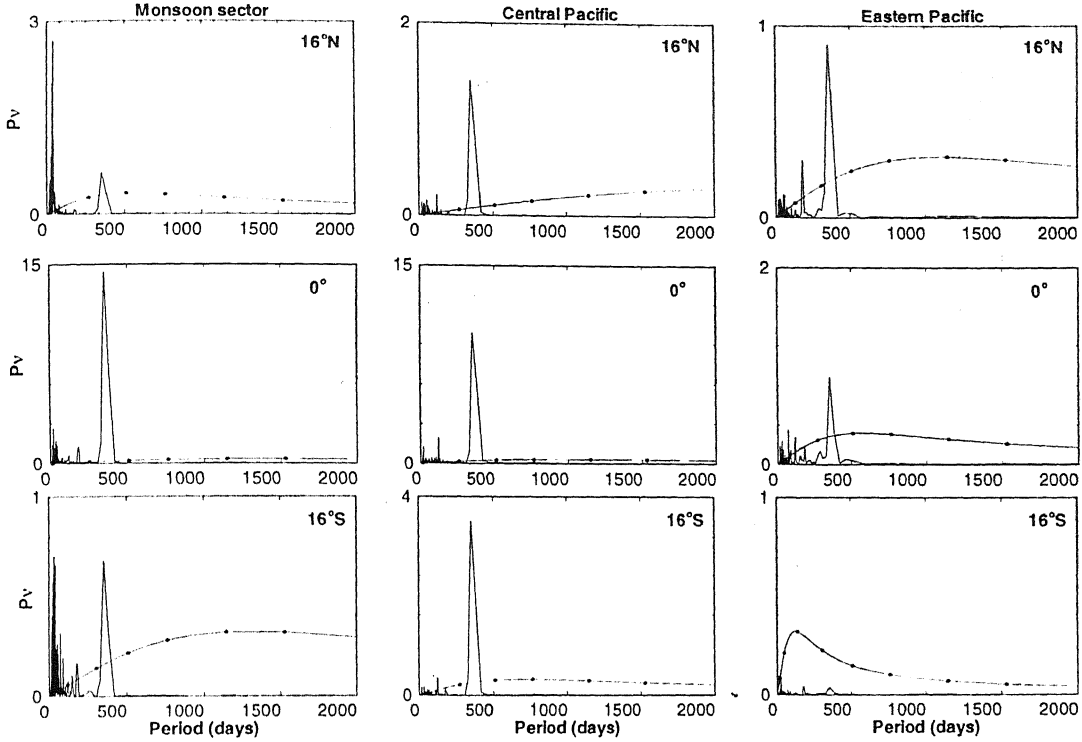 Monsoon sector Central Pacific Eastern Pacific
3 16°N 2 16°N 1 16°N
Pν 1
0 0 0
0 500 1000 1500 2000 0 500 1000 1500 2000 0 500 1000 1500 2000
15 0° 15 0° 2 0°
Pν
0 0 0
0 500 1000 1500 2000 0 500 1000 1500 2000 0 500 1000 1500 2000
1 16°S 4 16°S 1 16°S
Pν
0 0 0
0 500 1000 1500 2000 0 500 1000 1500 2000 0 500 1000 1500 2000
Period (days) Period (days) Period (days)